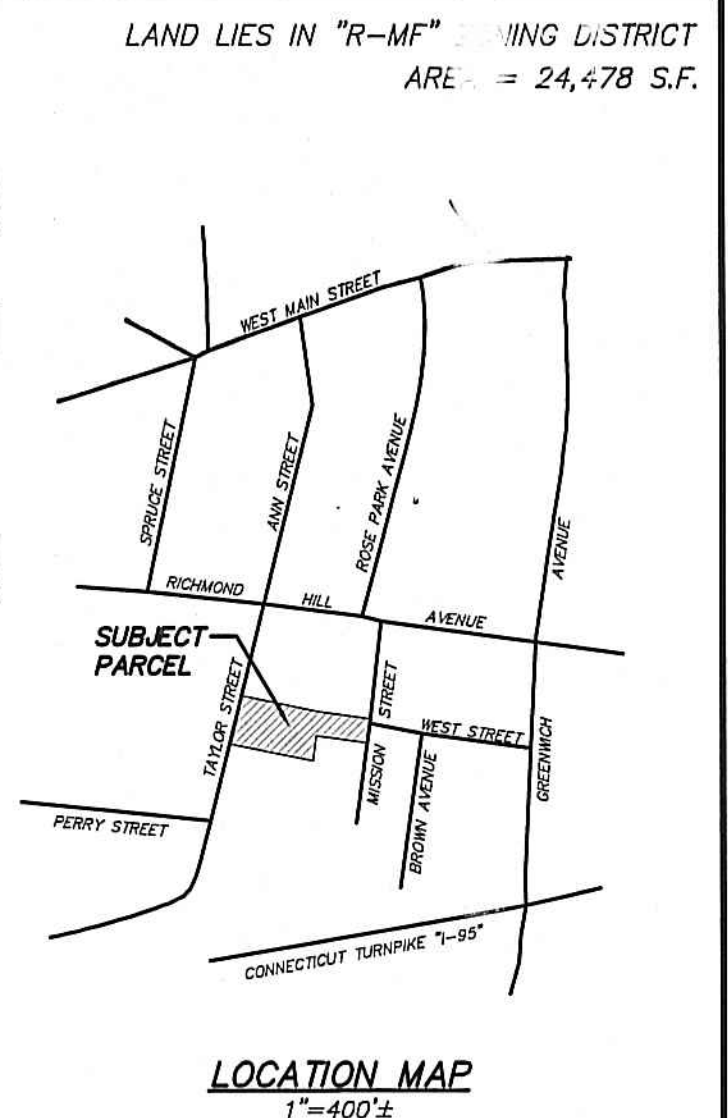 LAND LIES IN "R-MF" DISTRICT
= 24,478 S.F.
WEST MAIN STREET
SPRUCE STREET
ANN STREET
ROSE PARK AVENUE
AVENUE
RICHMOND HILL AVENUE
SUBJECT
PARCEL
TAYLOR STREET
MISSION STREET
WEST STREET
GREENWICH
BROWN AVENUE
PERRY STREET
CONNECTICUT TURNPIKE "I-95"
LOCATION MAP
1"=400'±